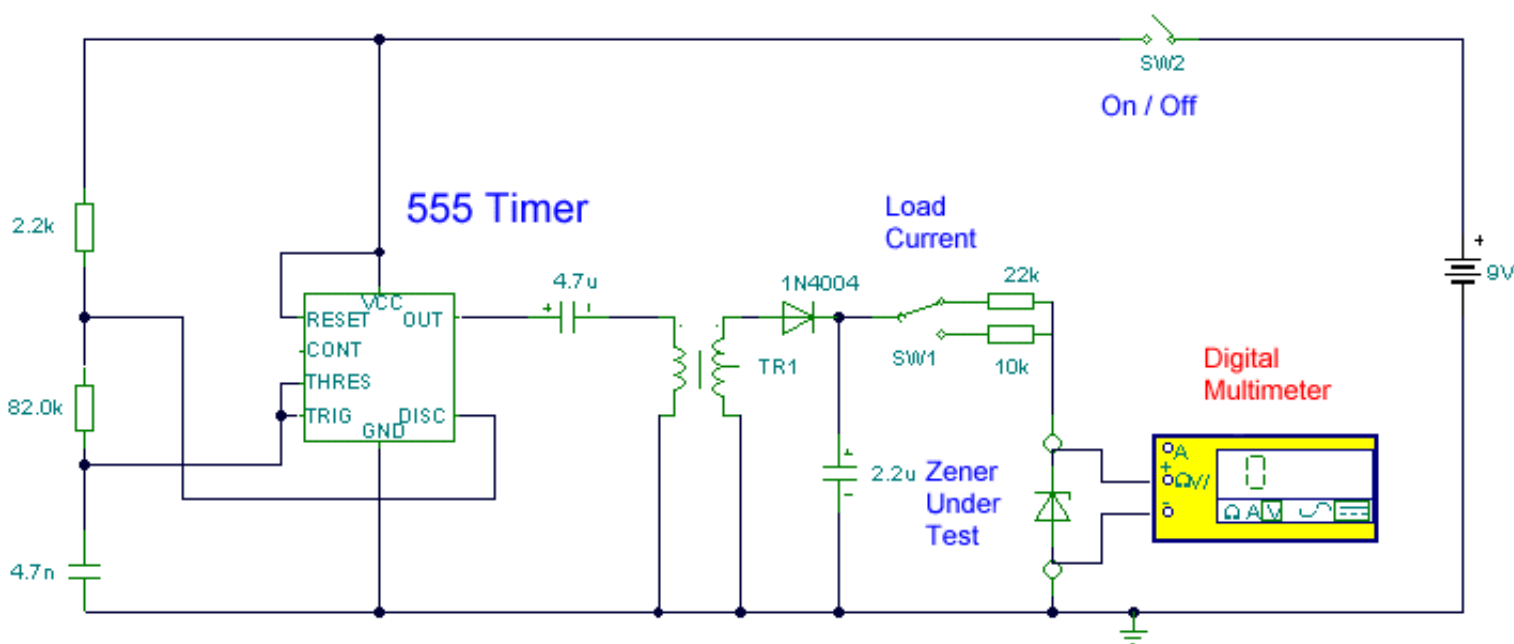 SW2
On / Off
2.2k
555 Timer
Load
Current
+
9V
4.7u
+ -
1N4004
22k
VCC
RESET OUT
CONT
THRES
TRIG DISC
GND
TR1
SW1
10k
Digital
Multimeter
82.0k
+
2.2u
-
Zener
Under
Test
A
+
ΩV/
-
0
Ω A V
4.7n